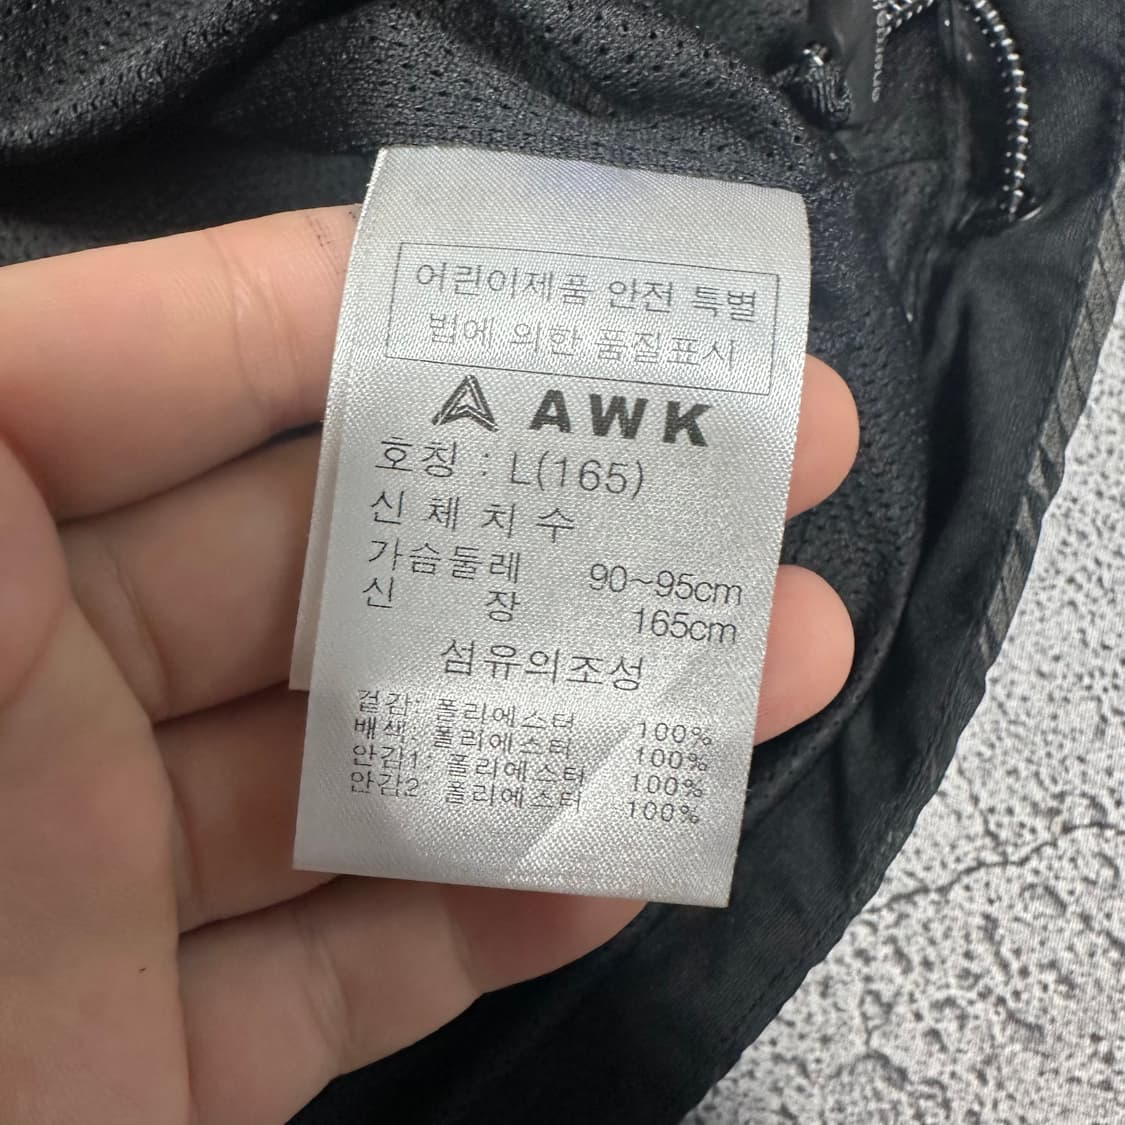 어린이제품 안전 특별
법에 의한 품질표시
AWK
호칭 : L(165)
신 체 치 수
가슴둘레 90~95cm
신 장 165cm
섬유의조성
겉감: 폴리에스터 100%
배색: 폴리에스터 100%
안감1: 폴리에스터 100%
안감2: 폴리에스터 100%